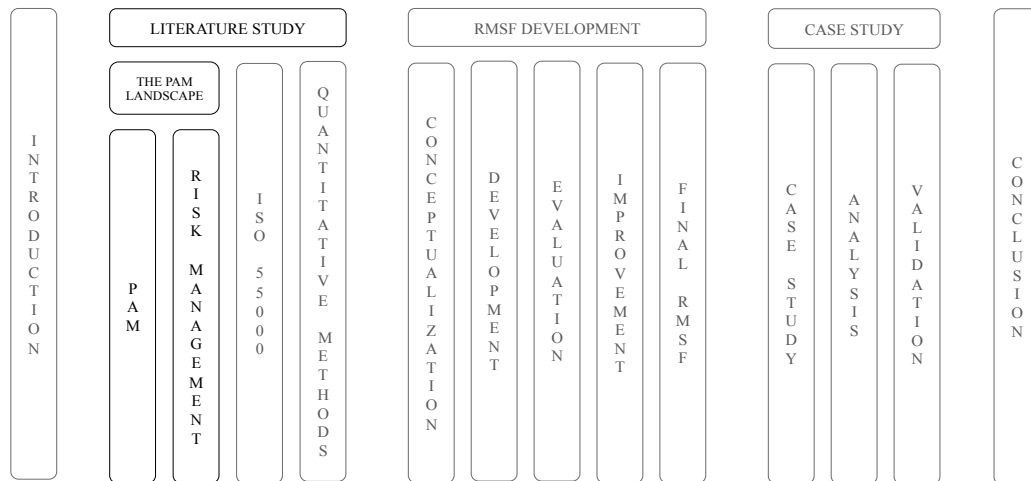 INTRODUCTION
LITERATURE STUDY
THE PAM
LANDSCAPE
PAM
RISK MANAGEMENT
ISO 55000
QUANTITATIVE METHODS
RMSF DEVELOPMENT
CONCEPTUALIZATION
DEVELOPMENT
EVALUATION
IMPROVEMENT
FINAL RMSF
CASE STUDY
CASE STUDY
ANALYSIS
VALIDATION
CONCLUSION